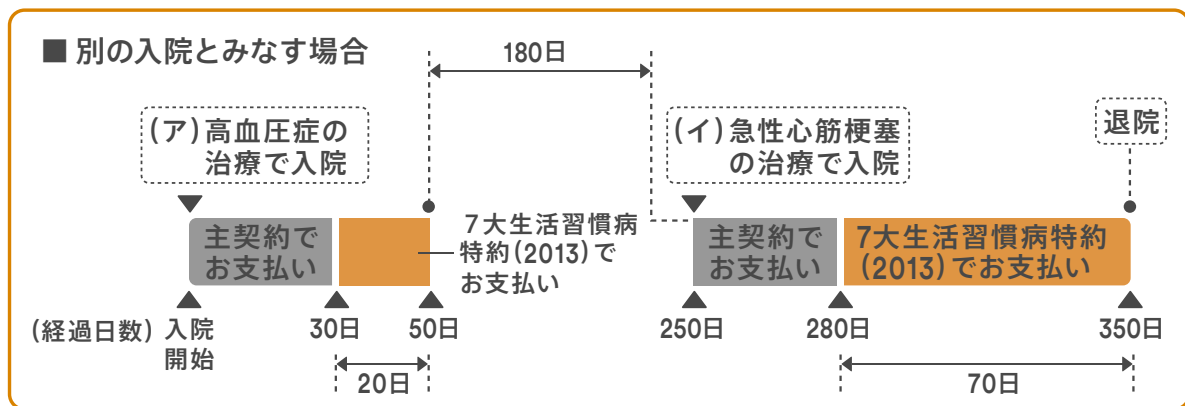 ■ 別の入院とみなす場合
180日
(ア)高血圧症の
治療で入院
(イ)急性心筋梗塞
の治療で入院
退院
主契約で
お支払い
7大生活習慣病
特約(2013)で
お支払い
主契約で
お支払い
7大生活習慣病特約
(2013)でお支払い
(経過日数)
入院
開始
30日
50日
250日
280日
350日
20日
70日